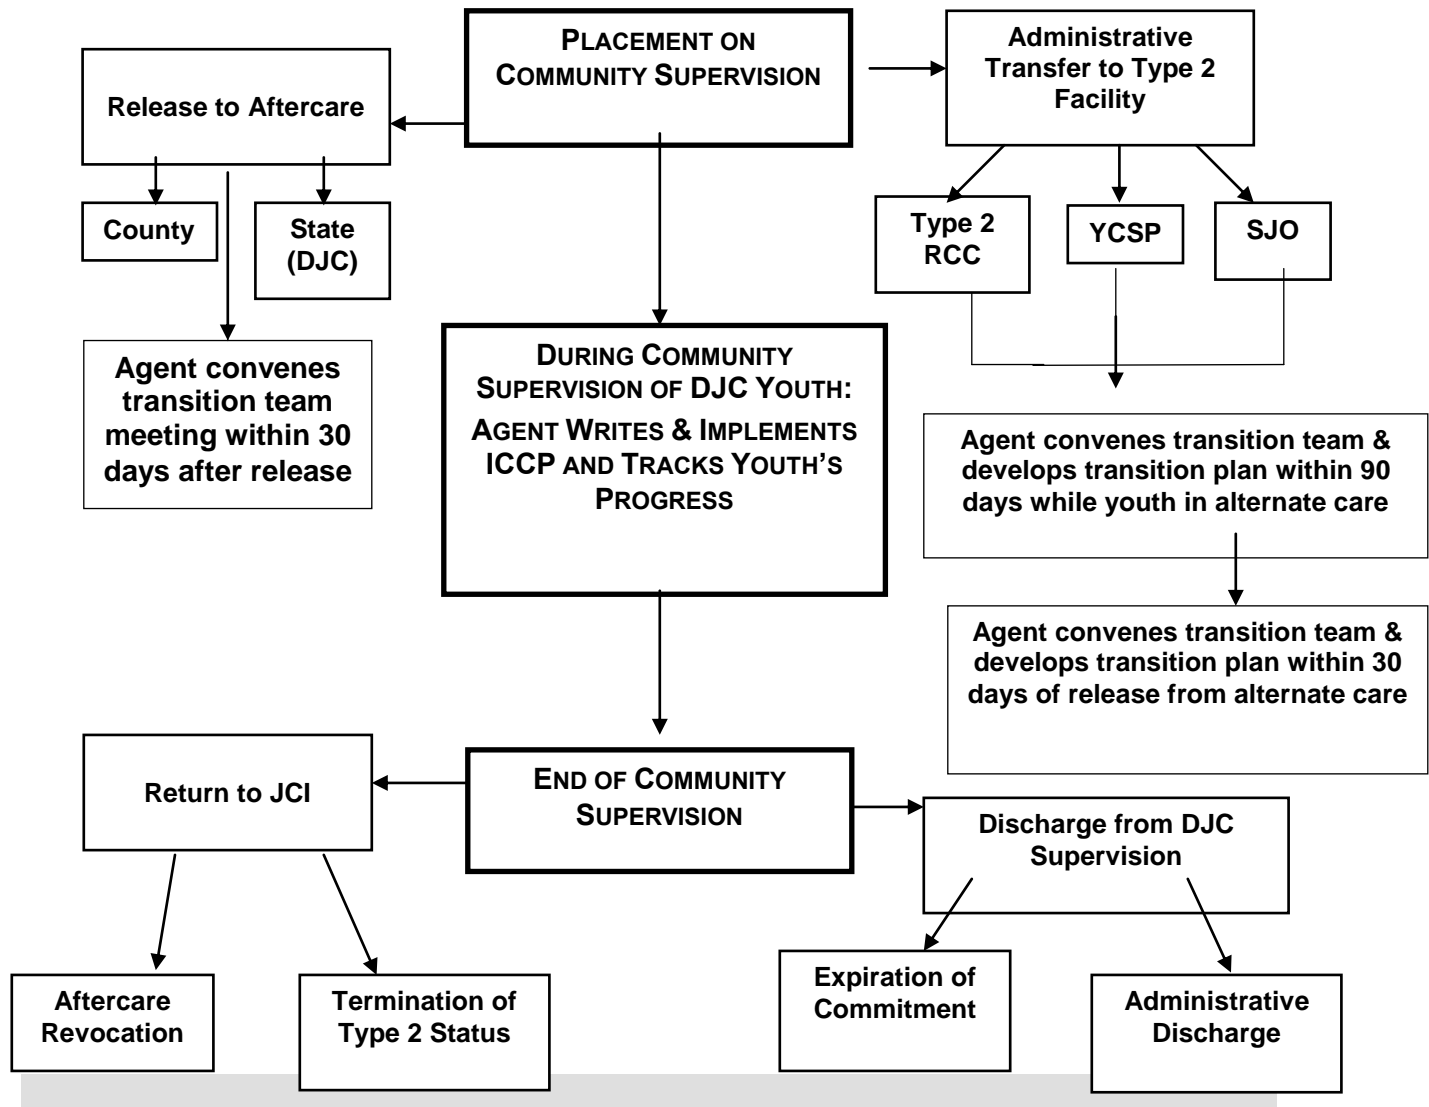 PLACEMENT ON
COMMUNITY SUPERVISION
Administrative
Transfer to Type 2
Facility
Release to Aftercare
County
State
(DJC)
Type 2
RCC
YCSP
SJO
Agent convenes
transition team
meeting within 30
days after release
DURING COMMUNITY
SUPERVISION OF DJC YOUTH:
AGENT WRITES & IMPLEMENTS
ICCP AND TRACKS YOUTH'S
PROGRESS
Agent convenes transition team &
develops transition plan within 90
days while youth in alternate care
Agent convenes transition team &
develops transition plan within 30
days of release from alternate care
Return to JCI
END OF COMMUNITY
SUPERVISION
Discharge from DJC
Supervision
Aftercare
Revocation
Termination of
Type 2 Status
Expiration of
Commitment
Administrative
Discharge